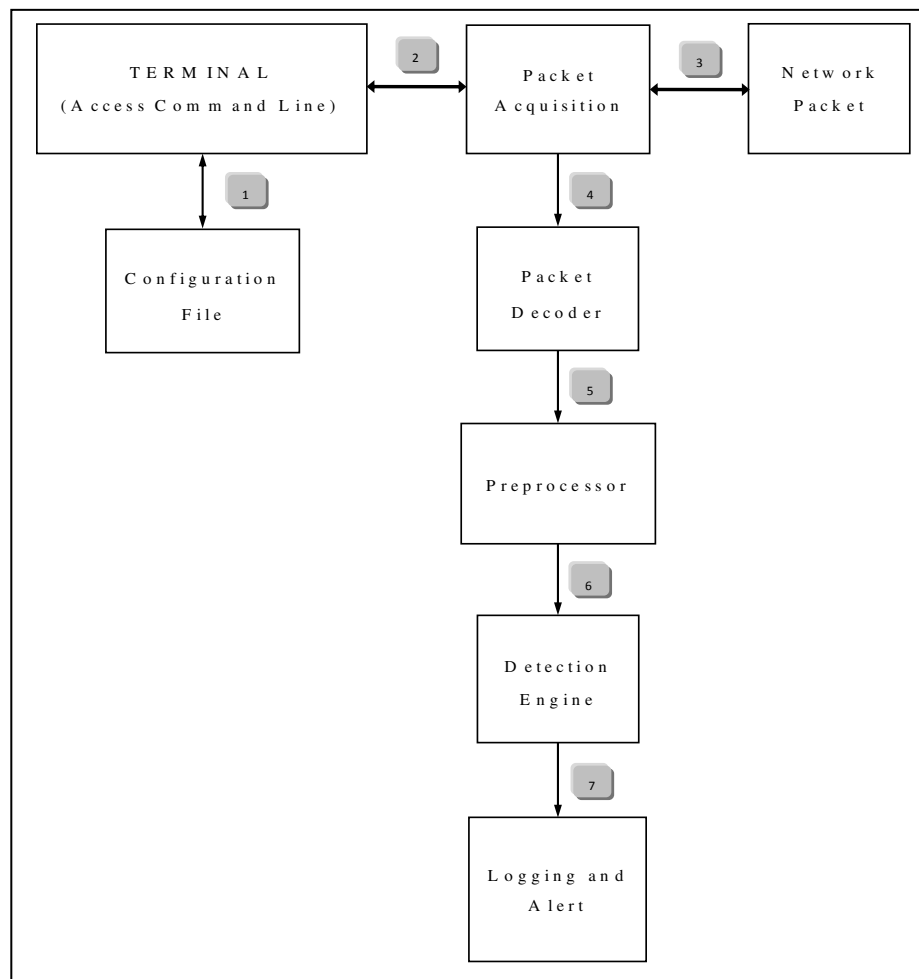 TERMINAL
(Access Command Line)
2
Packet
Acquisition
3
Network
Packet
1
4
Configuration
File
Packet
Decoder
5
Preprocessor
6
Detection
Engine
7
Logging and
Alert